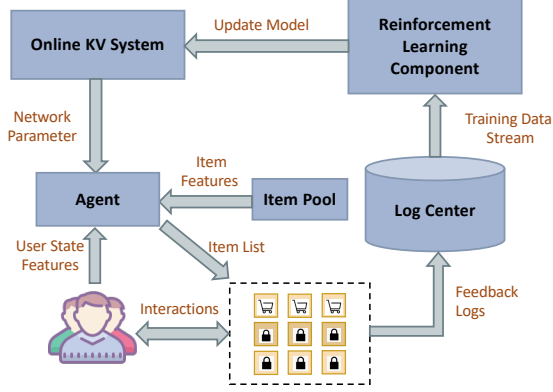 Update Model
Reinforcement
Learning
Component
Online KV System
Network
Parameter
Training Data
Stream
Item
Features
Agent
Item Pool
Log Center
User State
Features
Item List
Interactions
Feedback
Logs